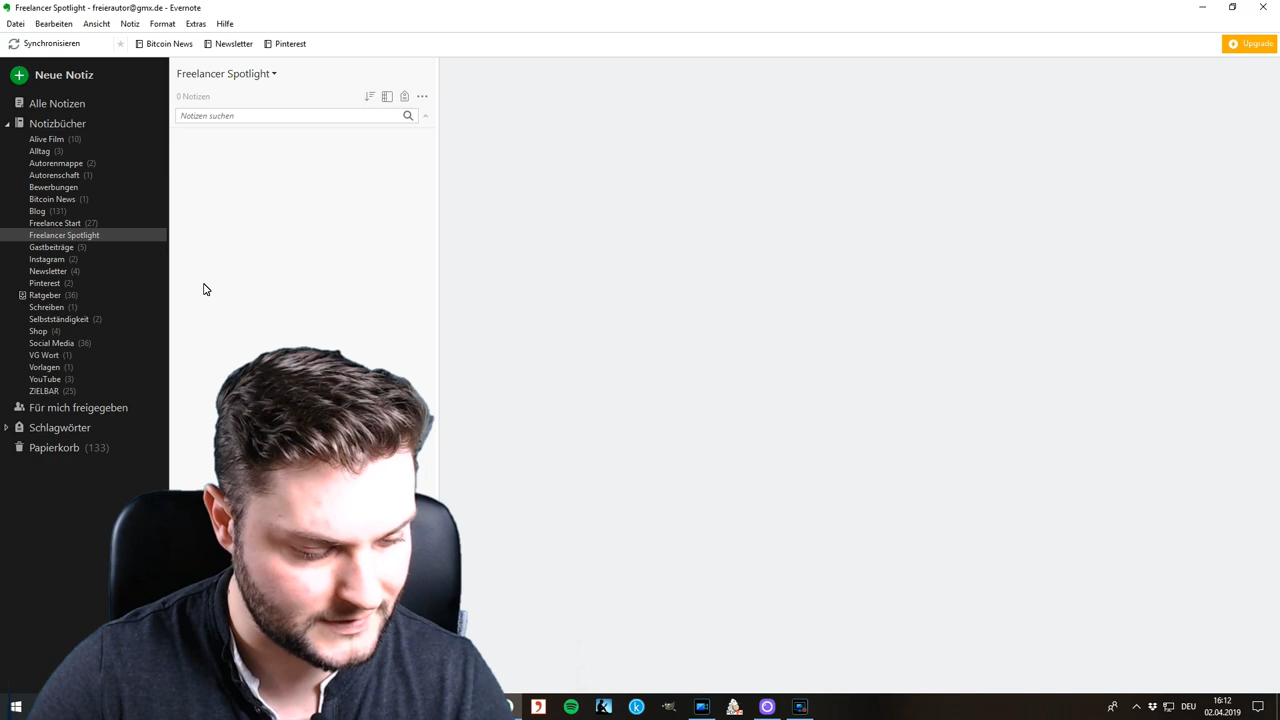 Freelancer Spotlight - freierautor@gmx.de - Evernote
Datei Bearbeiten Ansicht Notiz Format Extras Hilfe
Synchronisieren Bitcoin News Newsletter Pinterest Upgrade
Neue Notiz
Alle Notizen
Notizbücher
Alive Film (10)
Alltag (3)
Autorenmappe (2)
Autorenschaft (1)
Bewerbungen
Bitcoin News (1)
Blog (131)
Freelance Start (27)
Freelancer Spotlight
Gastbeiträge (5)
Instagram (2)
Newsletter (4)
Pinterest (2)
Ratgeber (36)
Schreiben (1)
Selbstständigkeit (2)
Shop (4)
Social Media (36)
VG Wort (1)
Vorlagen (1)
YouTube (3)
ZIELBAR (25)
Für mich freigegeben
Schlagwörter
Papierkorb (133)
Freelancer Spotlight
0 Notizen
Notizen suchen
DEU
16:12
02.04.2019